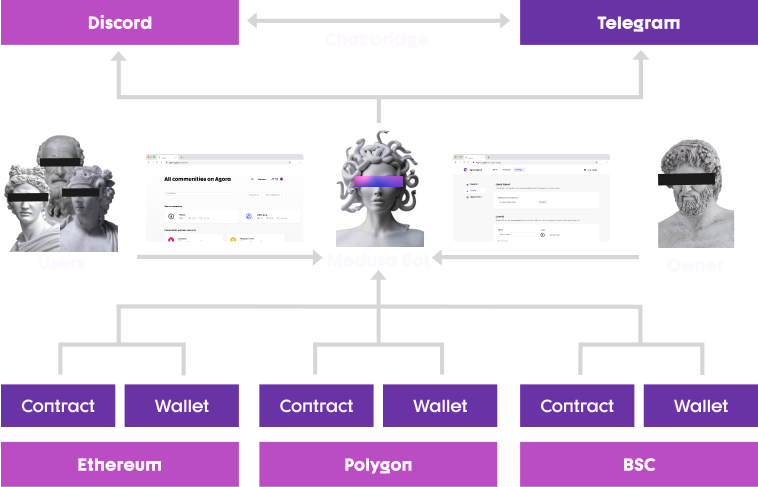 Discord
Telegram
Chat bridge
All communities on Agora
Users
Medusa Bot
Owner
Contract
Wallet
Contract
Wallet
Contract
Wallet
Ethereum
Polygon
BSC